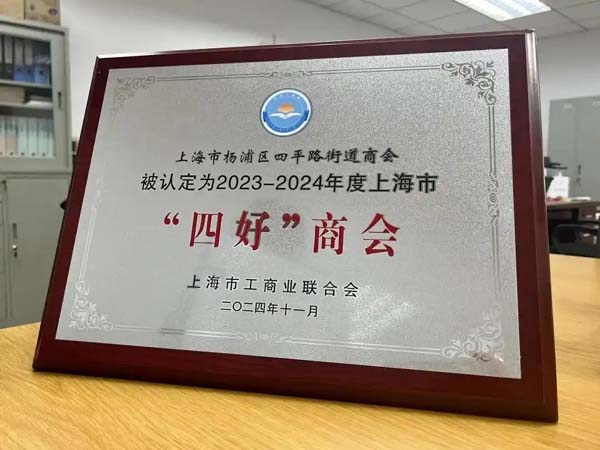 上海市杨浦区四平路街道商会
被认定为2023-2024年度上海市
“四好”商会
上海市工商业联合会
二〇二四年十一月